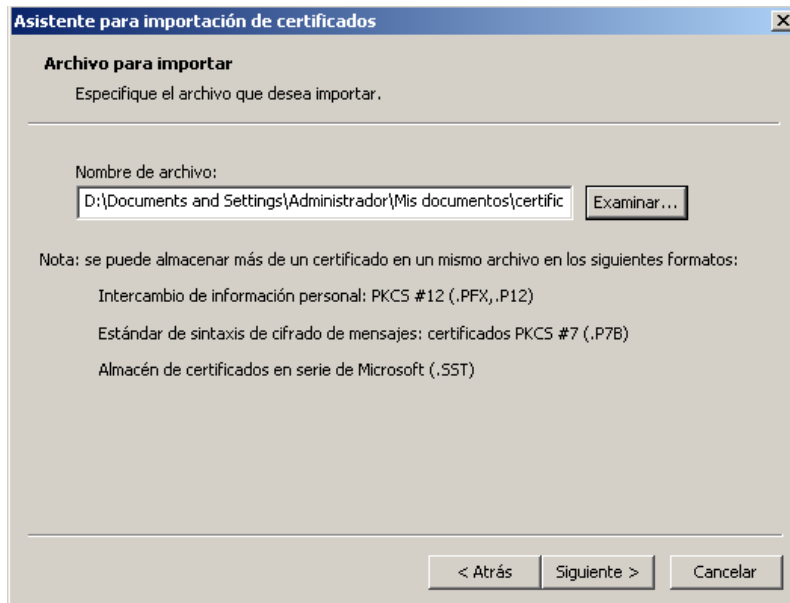 Asistente para importación de certificados
Archivo para importar
Especifique el archivo que desea importar.
Nombre de archivo:
D:\Documents and Settings\Administrador\Mis documentos\certific
Examinar...
Nota: se puede almacenar más de un certificado en un mismo archivo en los siguientes formatos:
Intercambio de información personal: PKCS #12 (.PFX,.P12)
Estándar de sintaxis de cifrado de mensajes: certificados PKCS #7 (.P7B)
Almacén de certificados en serie de Microsoft (.SST)
< Atrás Siguiente > Cancelar